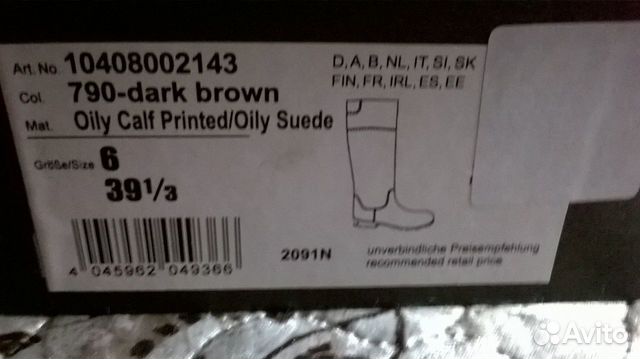 Art. No. 10408002143
Col. 790-dark brown
Mat. Oily Calf Printed/Oily Suede
Größe/Size 6
39 1/3
D, A, B, NL, IT, SI, SK
FIN, FR, IRL, ES, EE
4 045962 049366
2091N
unverbindliche Preisempfehlung
recommended retail price
Avito